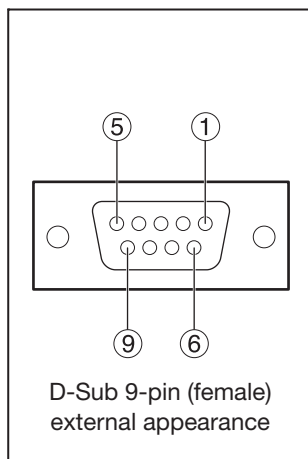 ⑤ ①
⑨ ⑥
D-Sub 9-pin (female)
external appearance